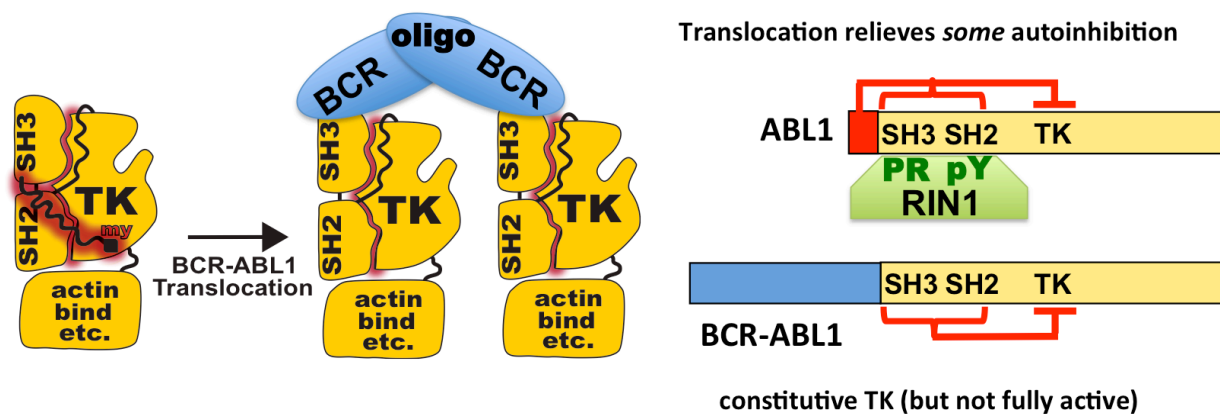 SH3
SH2
TK
my
actin
bind
etc.
BCR-ABL1
Translocation
oligo
BCR
BCR
SH3
SH2
TK
actin
bind
etc.
SH3
SH2
TK
actin
bind
etc.
Translocation relieves some autoinhibition
ABL1
SH3 SH2 TK
PR pY
RIN1
SH3 SH2 TK
BCR-ABL1
constitutive TK (but not fully active)